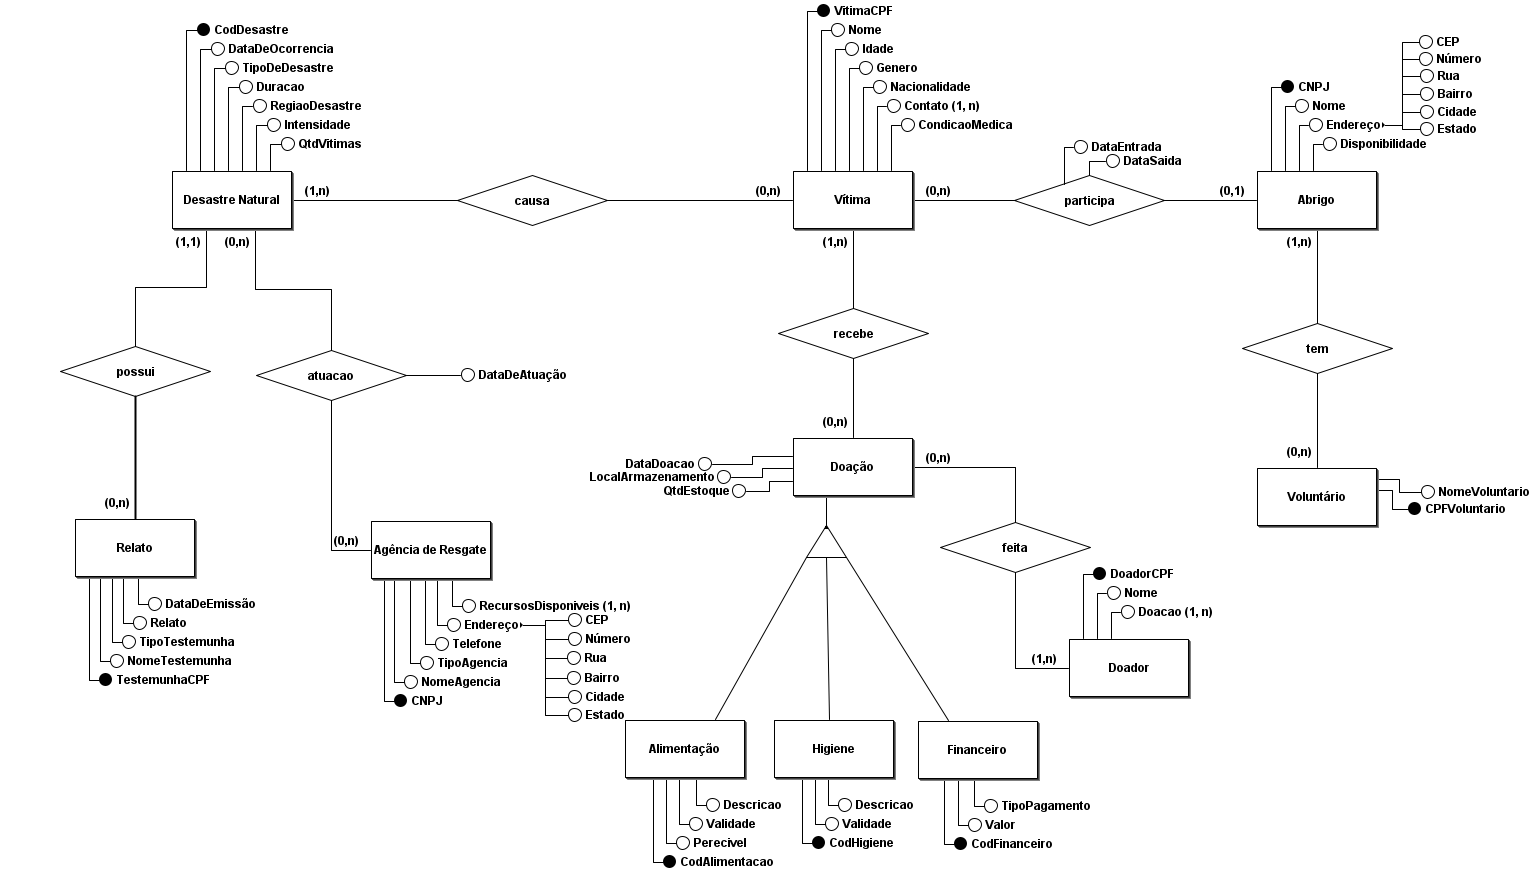 CodDesastre
DataDeOcorrencia
TipoDeDesastre
Duracao
RegiaoDesastre
Intensidade
QtdVitimas
Desastre Natural
(1,n)
causa
(0,n)
VítimaCPF
Nome
Idade
Genero
Nacionalidade
Contato (1, n)
CondicaoMedica
Vítima
(0,n)
DataEntrada
DataSaida
participa
(0,1)
CNPJ
Nome
Endereço
CEP
Número
Rua
Bairro
Cidade
Estado
Disponibilidade
Abrigo
(1,1)
(0,n)
(1,n)
(1,n)
possui
atuacao
DataDeAtuação
recebe
tem
(0,n)
(0,n)
(0,n)
(0,n)
Relato
DataDeEmissão
Relato
TipoTestemunha
NomeTestemunha
TestemunhaCPF
Agência de Resgate
RecursosDisponiveis (1, n)
Endereço
CEP
Número
Rua
Bairro
Cidade
Estado
Telefone
TipoAgencia
NomeAgencia
CNPJ
DataDoacao
LocalArmazenamento
QtdEstoque
Doação
(0,n)
feita
(1,n)
Voluntário
NomeVoluntario
CPFVoluntario
DoadorCPF
Nome
Doacao (1, n)
Doador
Alimentação
Descricao
Validade
Perecivel
CodAlimentacao
Higiene
Descricao
Validade
CodHigiene
Financeiro
TipoPagamento
Valor
CodFinanceiro